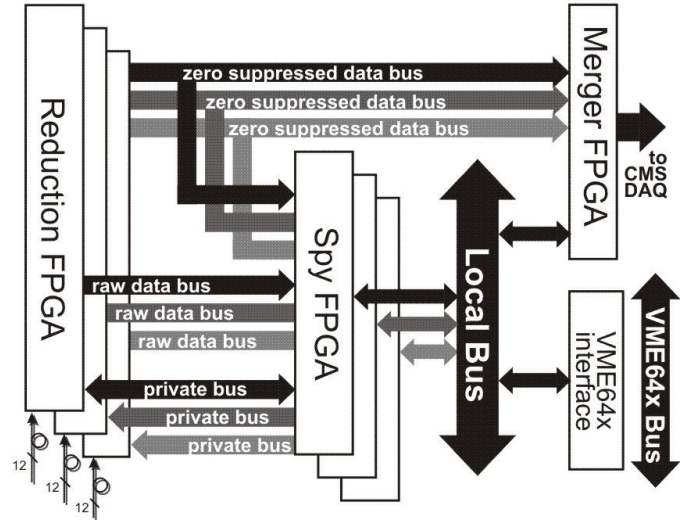 Reduction FPGA
zero suppressed data bus
zero suppressed data bus
zero suppressed data bus
Merger FPGA
to
CMS
DAQ
Spy FPGA
raw data bus
raw data bus
raw data bus
private bus
private bus
private bus
Local Bus
VME64x
interface
VME64x Bus
12
12
12